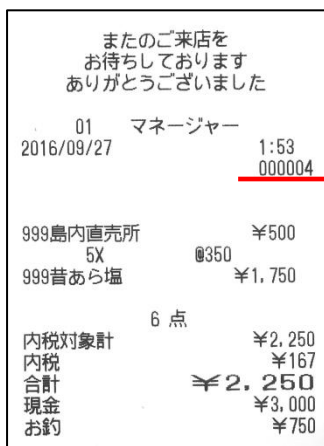 またのご来店を
お待ちしております
ありがとうございました
01 マネージャー
2016/09/27 1:53
000004
999島内直売所 ¥500
5X @350
999昔あら塩 ¥1,750
6 点
内税対象計 ¥2,250
内税 ¥167
合計 ¥2,250
現金 ¥3,000
お釣 ¥750